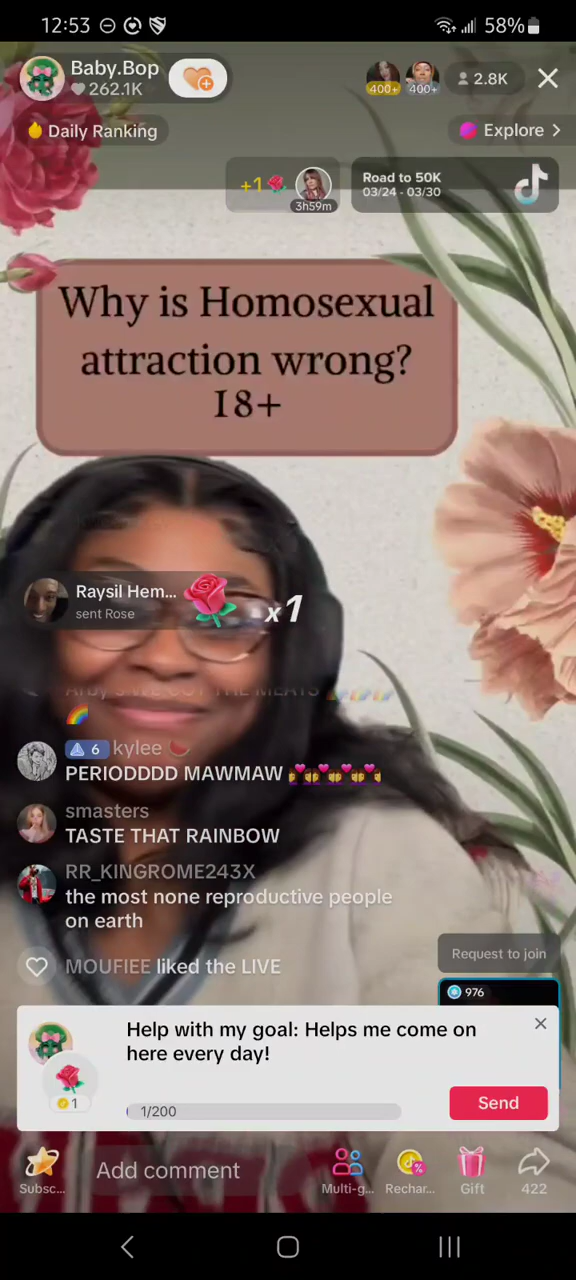 12:53
58%
Baby.Bop
262.1K
400+
400+
2.8K
Daily Ranking
Explore >
+1
3h59m
Road to 50K
03/24 - 03/30
Why is Homosexual
attraction wrong?
18+
Raysil Hem...
sent Rose
x1
6 kylee
PERIODDDD MAWMAW
smasters
TASTE THAT RAINBOW
RR_KINGROME243X
the most none reproductive people
on earth
MOUFIEE liked the LIVE
Request to join
976
Help with my goal: Helps me come on
here every day!
1
1/200
Send
Add comment
Subsc...
Multi-g...
Rechar...
Gift
422